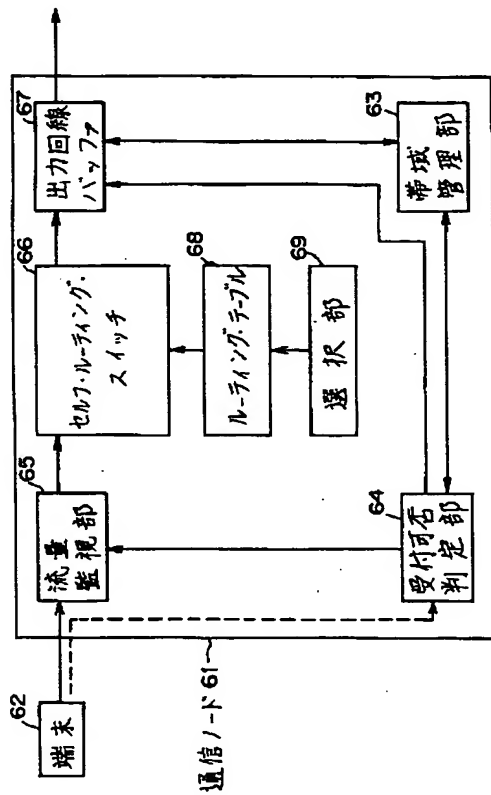 62
端末
通信ノード61
65
流量
監視部
66
セルフ・ルーティング・
スイッチ
67
出力回線
バッファ
68
ルーティング・テーブル
69
選択部
64
受付可否
判定部
63
帯域
管理部